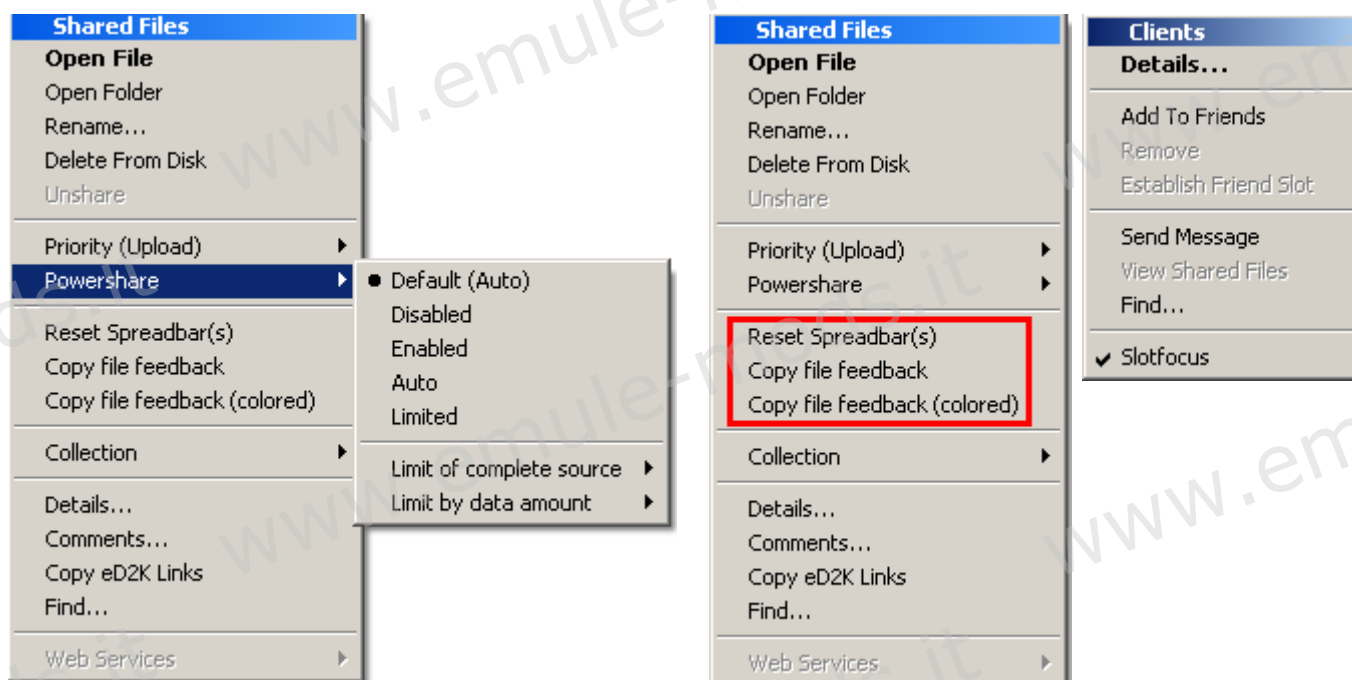 Shared Files
Open File
Open Folder
Rename...
Delete From Disk
Unshare
Priority (Upload)
Powershare
Reset Spreadbar(s)
Copy file feedback
Copy file feedback (colored)
Collection
Details...
Comments...
Copy eD2K Links
Find...
Web Services
Default (Auto)
Disabled
Enabled
Auto
Limited
Limit of complete source
Limit by data amount
Shared Files
Open File
Open Folder
Rename...
Delete From Disk
Unshare
Priority (Upload)
Powershare
Reset Spreadbar(s)
Copy file feedback
Copy file feedback (colored)
Collection
Details...
Comments...
Copy eD2K Links
Find...
Web Services
Clients
Details...
Add To Friends
Remove
Establish Friend Slot
Send Message
View Shared Files
Find...
Slotfocus
www.emule-mods.it